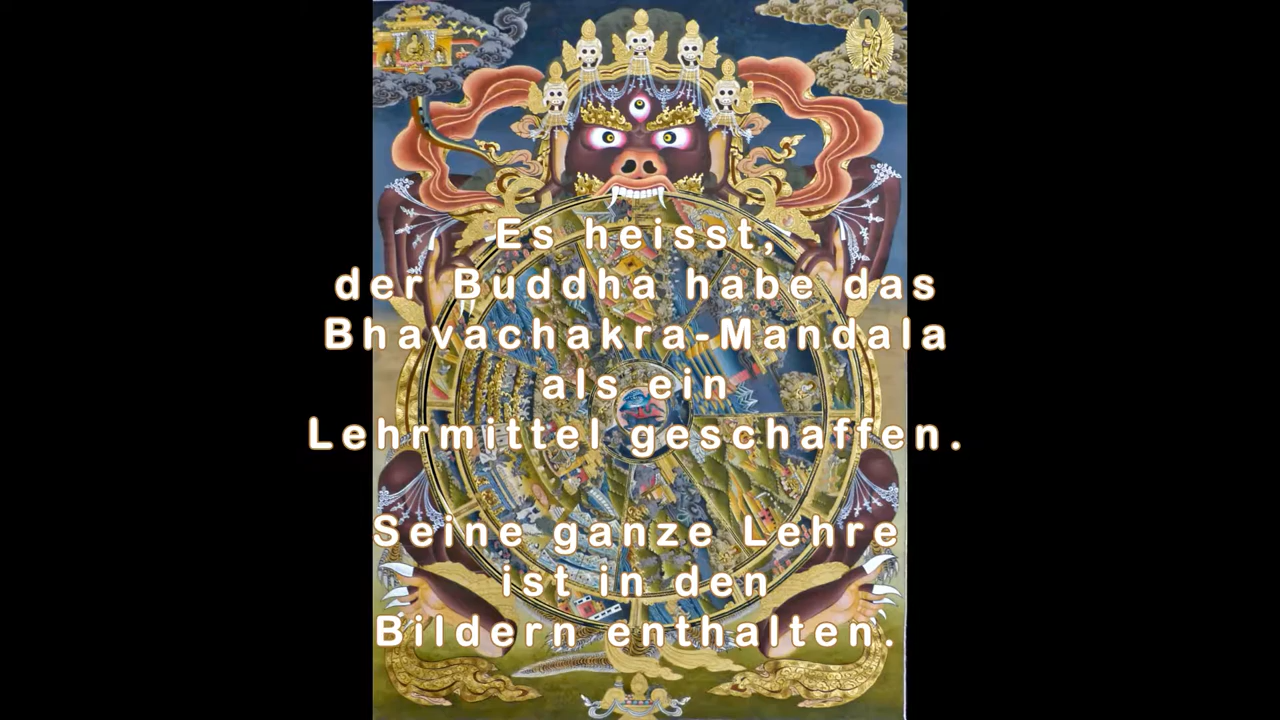 Es heisst,
der Buddha habe das
Bhavachakra-Mandala
als ein
Lehrmittel geschaffen.
Seine ganze Lehre
ist in den
Bildern enthalten.